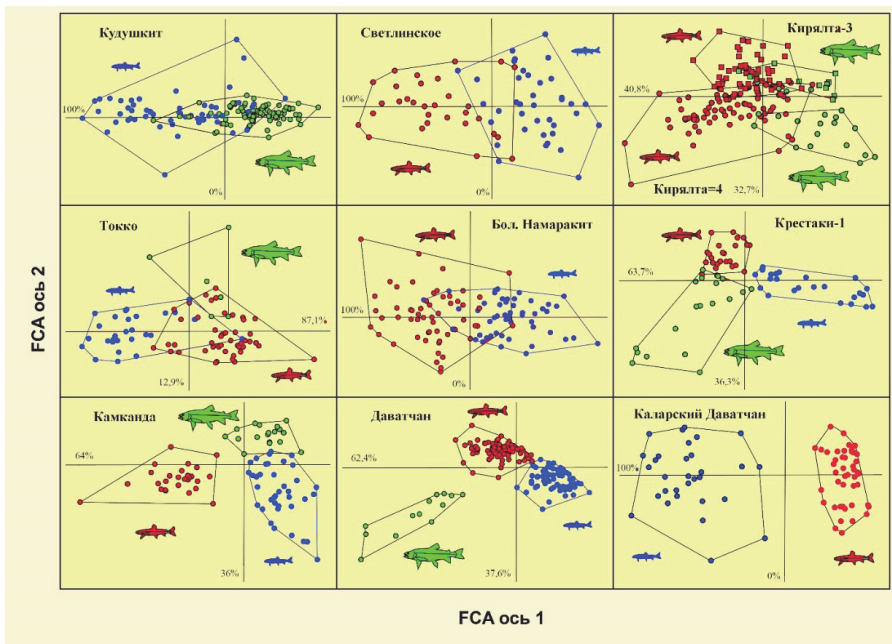 Кудушкит
100%
0%
Светлинское
100%
0%
Кирялта-3
40,8%
Кирялта=4
32,7%
Токко
87,1%
12,9%
Бол. Намаракит
100%
0%
Крестаки-1
63,7%
36,3%
Камканда
64%
36%
Даватчан
62,4%
37,6%
Каларский Даватчан
100%
0%
FCA ось 2
FCA ось 1